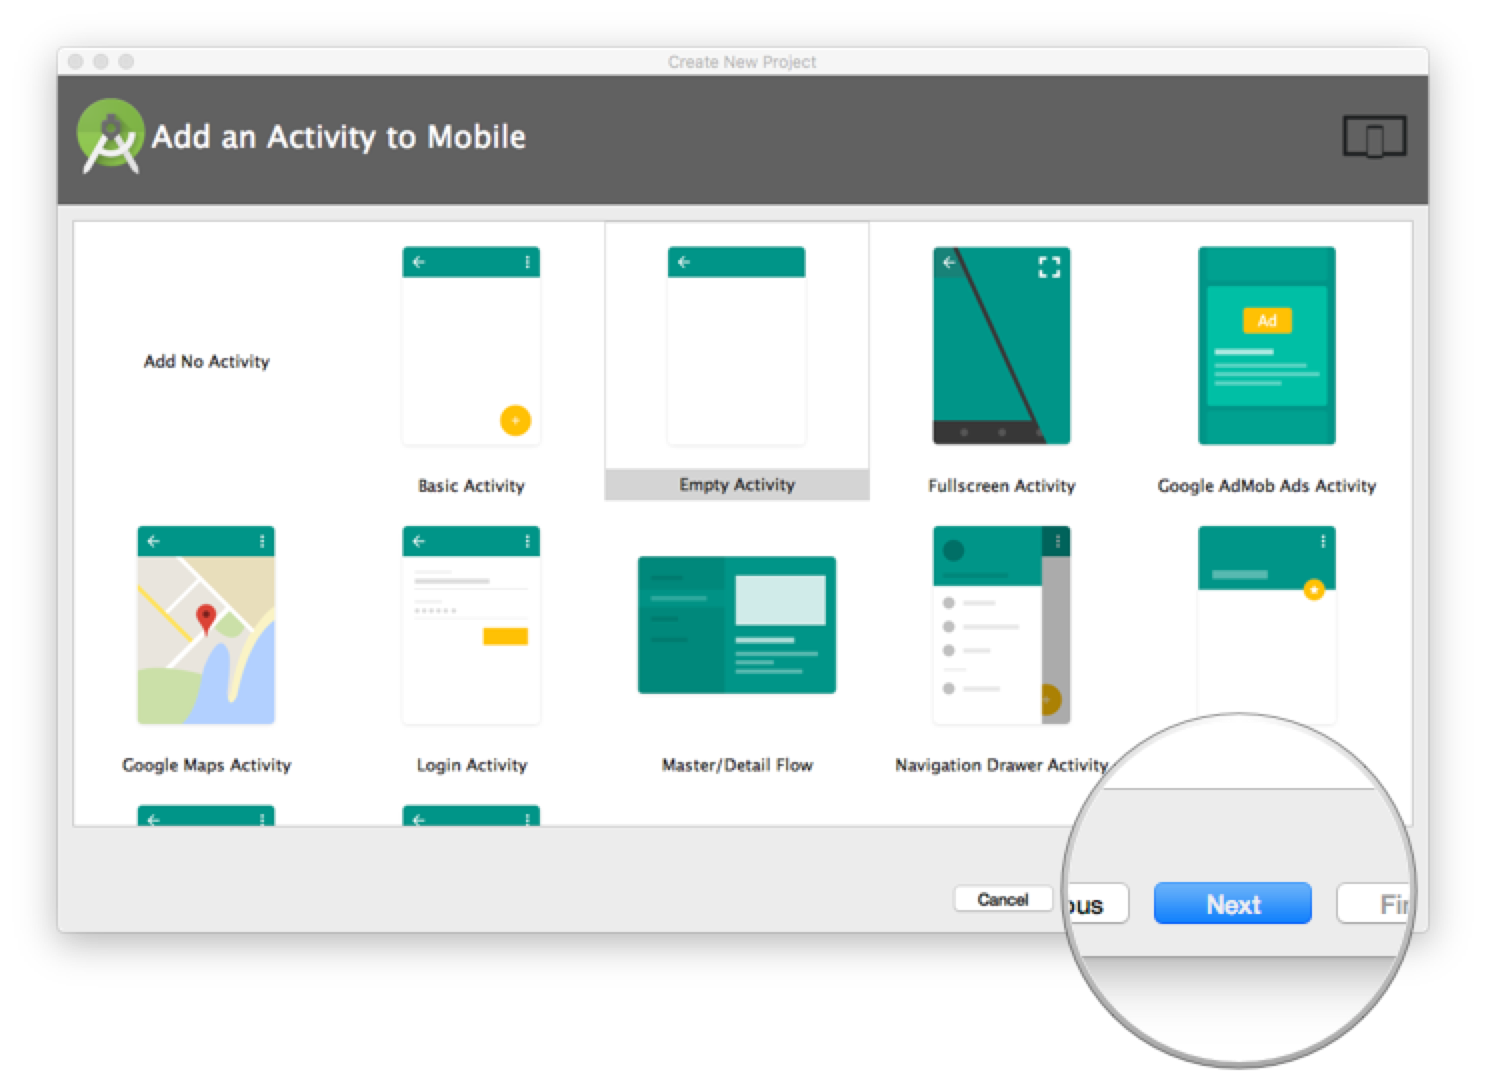 Create New Project
Add an Activity to Mobile
Add No Activity
Basic Activity
Empty Activity
Fullscreen Activity
Ad
Google AdMob Ads Activity
Google Maps Activity
Login Activity
Master/Detail Flow
Navigation Drawer Activity
Cancel
ous
Next
Fin